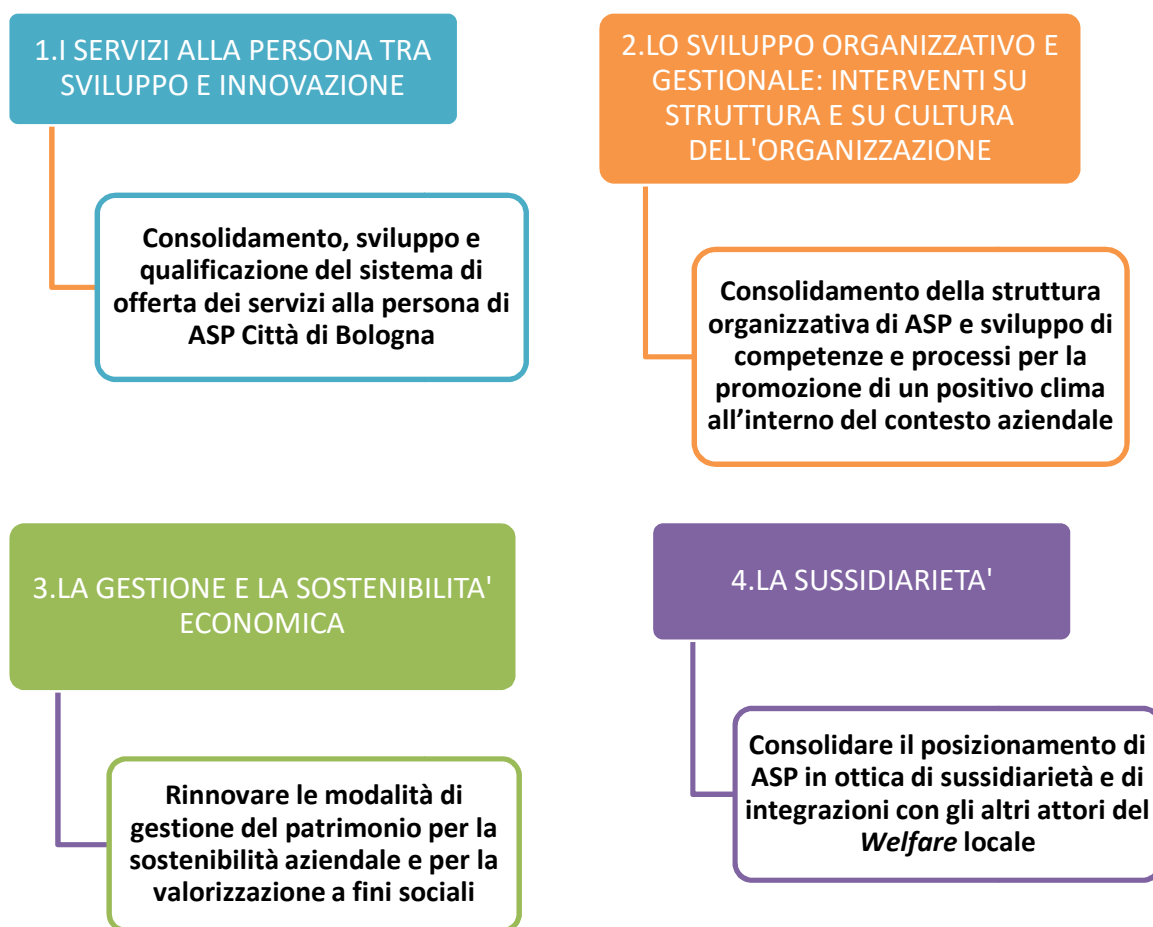 1.I SERVIZI ALLA PERSONA TRA
SVILUPPO E INNOVAZIONE
Consolidamento, sviluppo e
qualificazione del sistema di
offerta dei servizi alla persona di
ASP Città di Bologna
2.LO SVILUPPO ORGANIZZATIVO E
GESTIONALE: INTERVENTI SU
STRUTTURA E SU CULTURA
DELL'ORGANIZZAZIONE
Consolidamento della struttura
organizzativa di ASP e sviluppo di
competenze e processi per la
promozione di un positivo clima
all’interno del contesto aziendale
3.LA GESTIONE E LA SOSTENIBILITA'
ECONOMICA
Rinnovare le modalità di
gestione del patrimonio per la
sostenibilità aziendale e per la
valorizzazione a fini sociali
4.LA SUSSIDIARIETA'
Consolidare il posizionamento di
ASP in ottica di sussidiarietà e di
integrazioni con gli altri attori del
Welfare locale